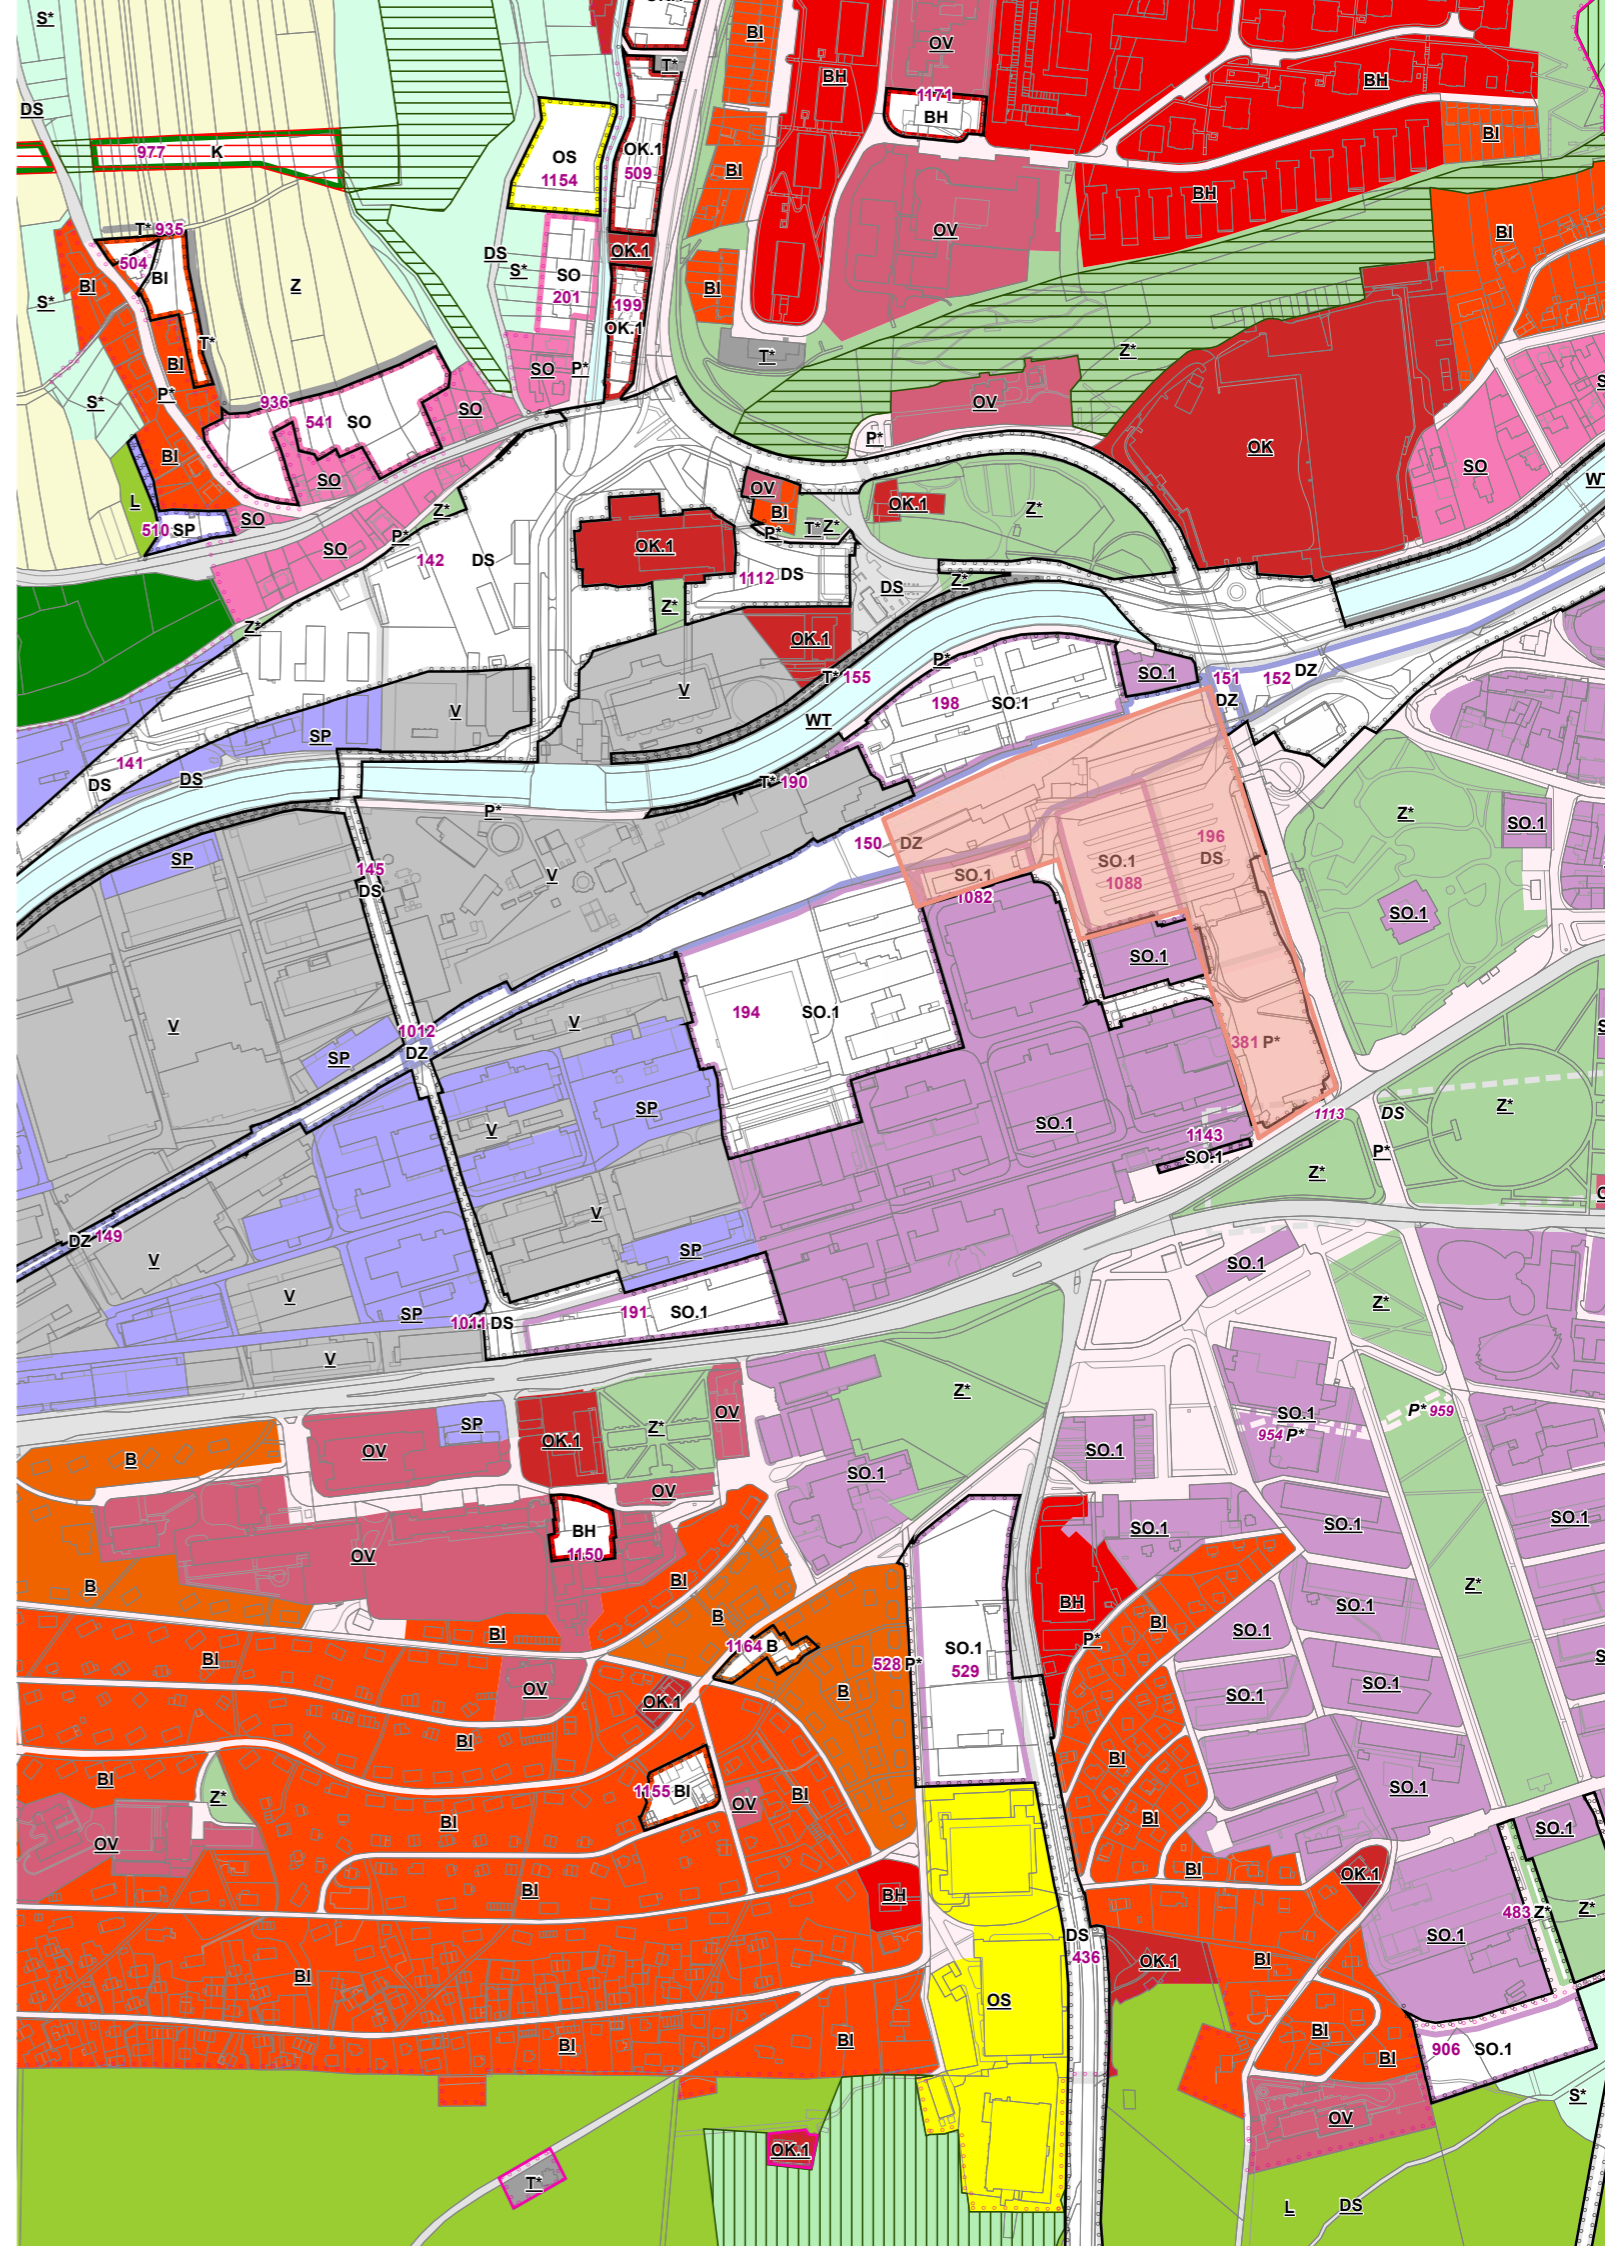 S*
BI
OV
T*
BH
BH
DS
1171
BH
BI
977 K
OS
1154
OK.1
509
BI
BH
T* 935
504
BI
DS
S*
OK.1
OV
BI
BI
S*
Z
SO
201
199
OK.1
BI
T*
BI
T*
Z*
P*
SO
P*
S*
OV
936
541
SO
SO
P*
OK
BI
SO
SO
L
510 SP
SO
Z*
OV
BI
OK.1
Z*
P*
T* Z*
P*
SO
142
DS
OK.1
1112 DS
DS
Z*
Z*
Z*
OK.1
P*
T* 155
SO.1
151
DZ
152 DZ
V
V
198
SO.1
WT
SP
141
DS
DS
T* 190
P*
Z*
SO.1
150 DZ
196
DS
SP
145
DS
V
SO.1
1082
SO.1
1088
SO.1
SO.1
194
SO.1
V
V
1012
DZ
SP
381 P*
SP
V
SO.1
1113
DS
Z*
1143
SO.1
P*
Z*
V
DZ 149
V
SP
SO.1
V
Z*
SP
1011 DS
191
SO.1
V
Z*
OV
SP
OK.1
Z*
OV
P* 959
SO.1
954 P*
B
OV
SO.1
SO.1
OV
BH
1150
OV
SO.1
SO.1
SO.1
B
BI
Z*
B
BH
BI
SO.1
BI
BI
1164 B
P*
SO.1
SO.1
529
528 P*
OV
OK.1
B
SO.1
SO.1
BI
BI
BI
1155 BI
BI
SO.1
Z*
OV
BI
OV
BI
SO.1
BI
BI
BH
OK.1
483 Z*
Z*
DS
436
SO.1
BI
OK.1
BI
OS
BI
BI
BI
BI
906 SO.1
S*
OV
OK.1
T*
L
DS